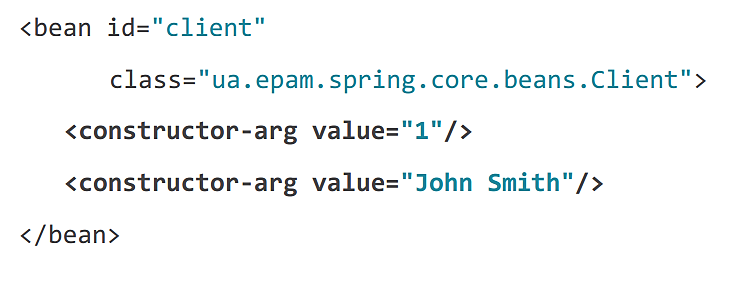 <bean id="client"
class="ua.epam.spring.core.beans.Client">
<constructor-arg value="1"/>
<constructor-arg value="John Smith"/>
</bean>